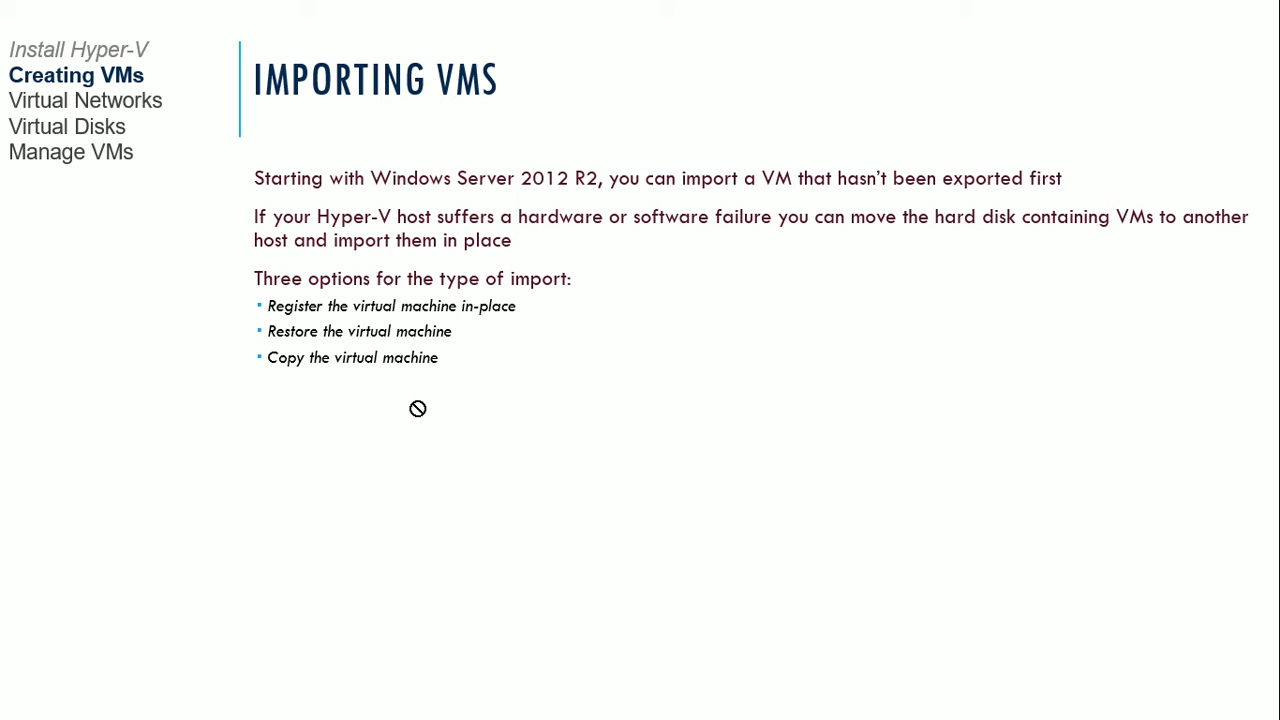 Install Hyper-V
Creating VMs
Virtual Networks
Virtual Disks
Manage VMs
IMPORTING VMS
Starting with Windows Server 2012 R2, you can import a VM that hasn't been exported first
If your Hyper-V host suffers a hardware or software failure you can move the hard disk containing VMs to another
host and import them in place
Three options for the type of import:
▪ Register the virtual machine in-place
▪ Restore the virtual machine
▪ Copy the virtual machine